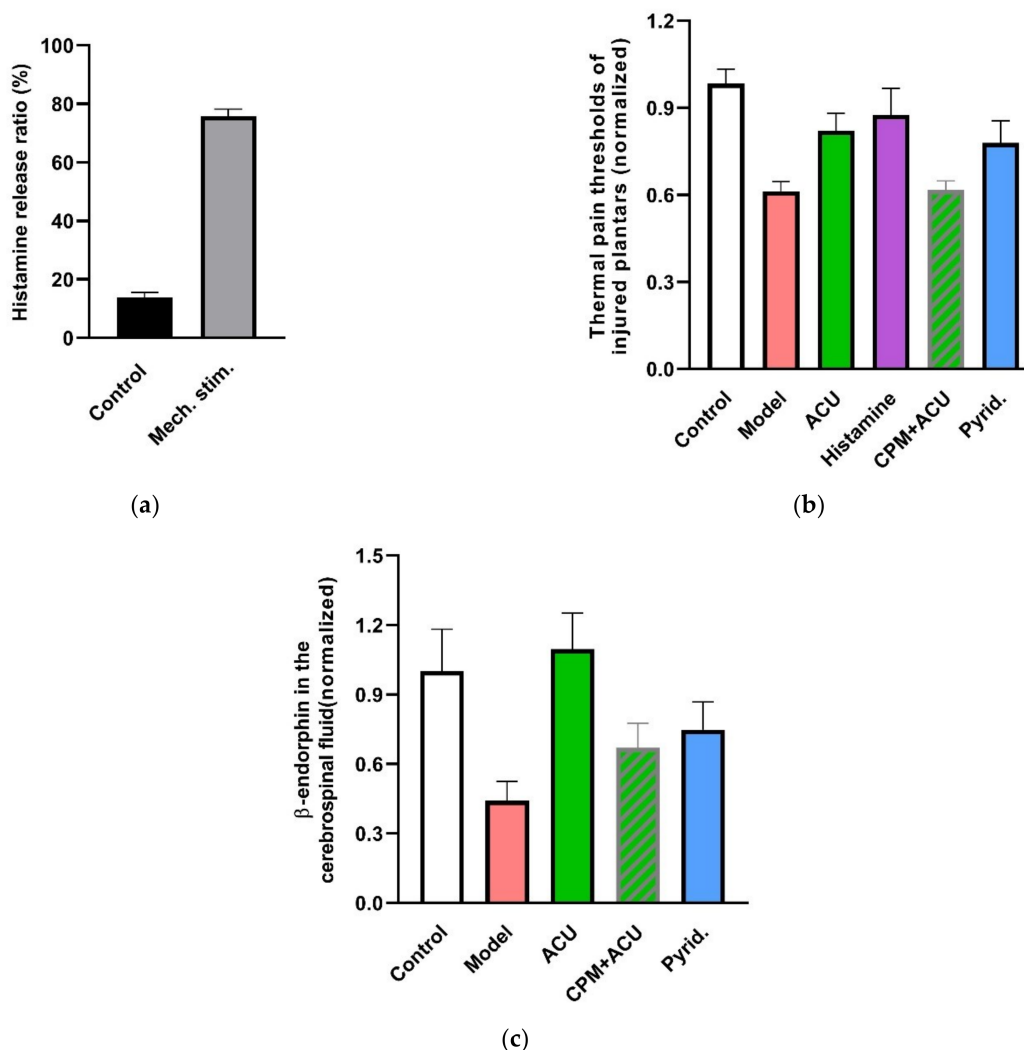 Histamine release ratio (%)
100
80
60
40
20
0
Control
Mech. stim.
(a)
Thermal pain thresholds of
injured plantars (normalized)
1.2
0.9
0.6
0.3
0.0
Control
Model
ACU
Histamine
CPM+ACU
Pyrid.
(b)
β-endorphin in the
cerebrospinal fluid(normalized)
1.5
1.2
0.9
0.6
0.3
0.0
Control
Model
ACU
CPM+ACU
Pyrid.
(c)